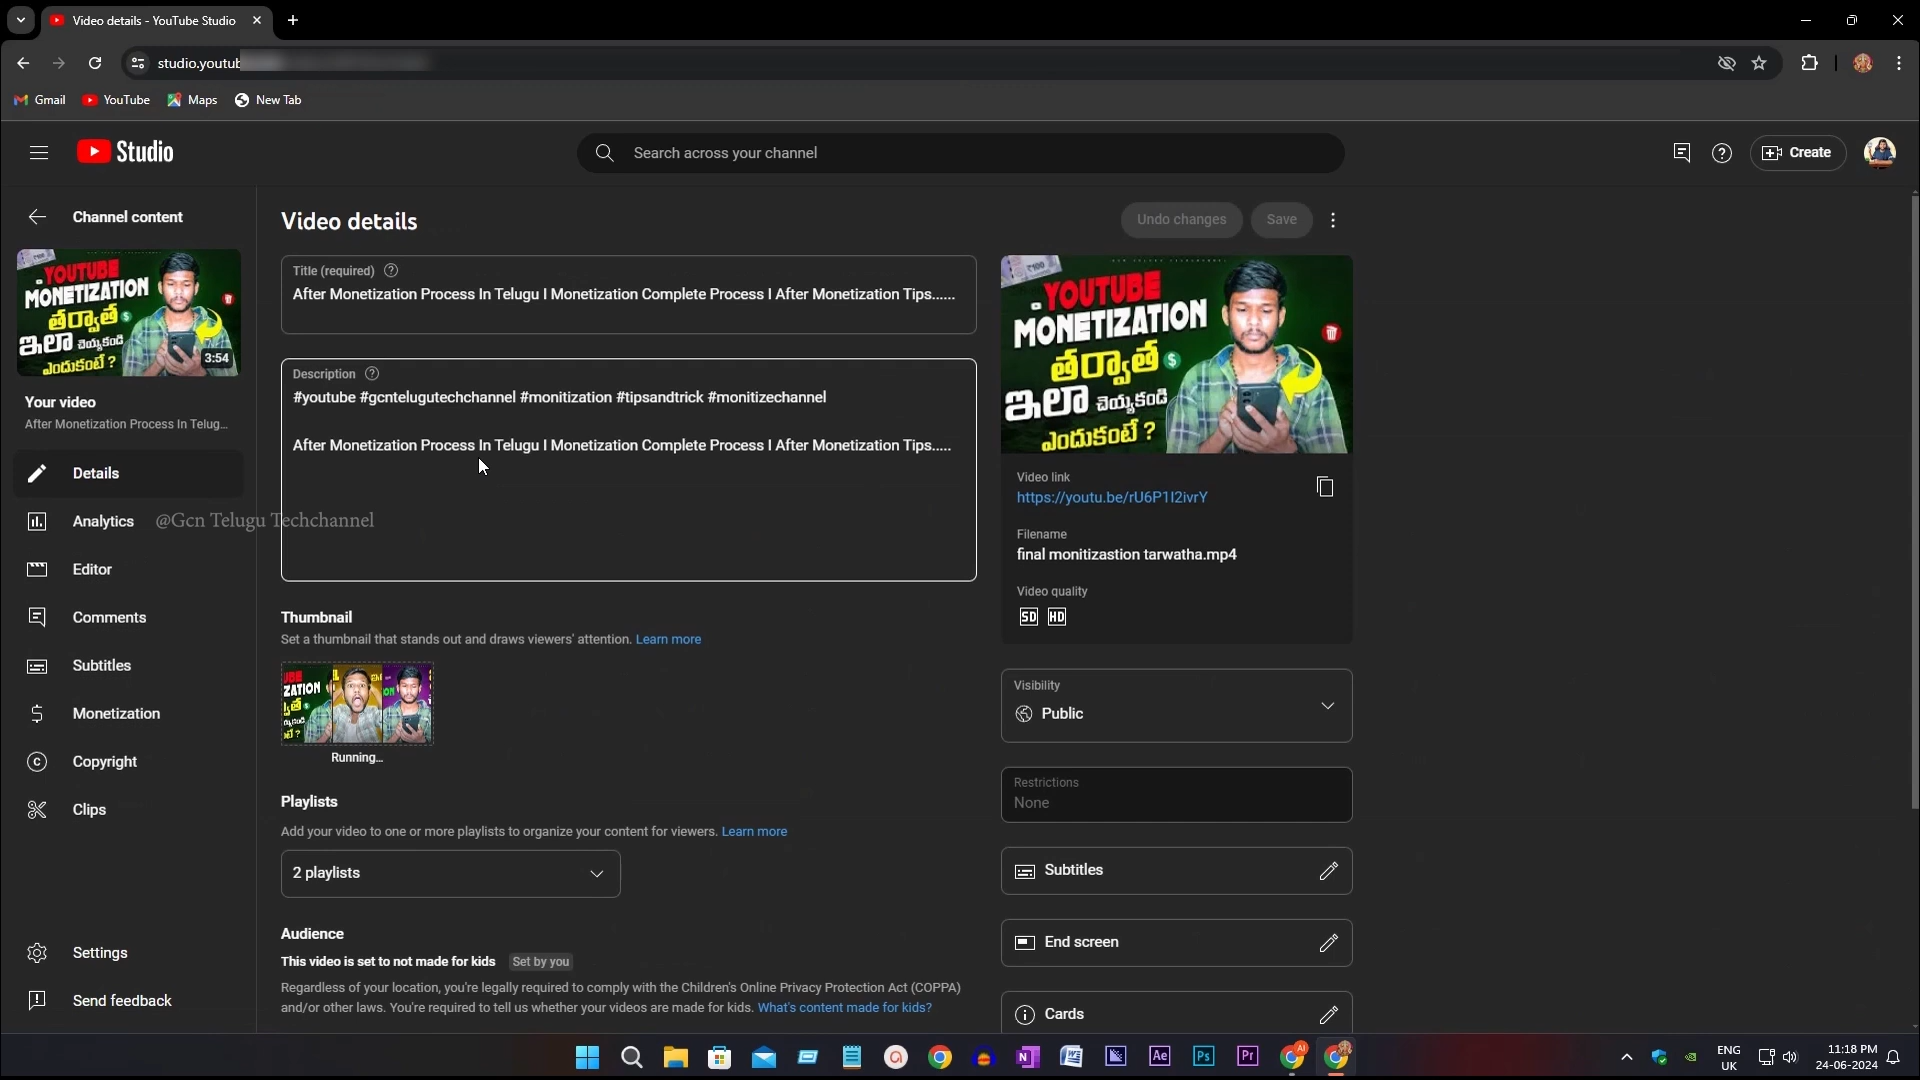 Video details - YouTube Studio
studio.youtub
Gmail
YouTube
Maps
New Tab
Studio
Search across your channel
Create
Channel content
YOUTUBE
MONETIZATION
తర్వాత
ఇలా చెయ్యకండి
ఎందుకంటే ?
3:54
Your video
After Monetization Process In Telug...
Details
Analytics
@Gcn Telugu Techchannel
Editor
Comments
Subtitles
Monetization
Copyright
Clips
Settings
Send feedback
Video details
Undo changes
Save
Title (required)
After Monetization Process In Telugu I Monetization Complete Process I After Monetization Tips......
Description
#youtube #gcntelugutechchannel #monitization #tipsandtrick #monitizechannel
After Monetization Process In Telugu I Monetization Complete Process I After Monetization Tips.....
Thumbnail
Set a thumbnail that stands out and draws viewers' attention. Learn more
Running...
Playlists
Add your video to one or more playlists to organize your content for viewers. Learn more
2 playlists
Audience
This video is set to not made for kids Set by you
Regardless of your location, you're legally required to comply with the Children's Online Privacy Protection Act (COPPA)
and/or other laws. You're required to tell us whether your videos are made for kids. What's content made for kids?
₹100
YOUTUBE
MONETIZATION
తర్వాత
ఇలా చెయ్యకండి
ఎందుకంటే ?
Video link
https://youtu.be/rU6P1I2ivrY
Filename
final monitizastion tarwatha.mp4
Video quality
SD HD
Visibility
Public
Restrictions
None
Subtitles
End screen
Cards
Ae
Ps
Pr
ENG
UK
11:18 PM
24-06-2024